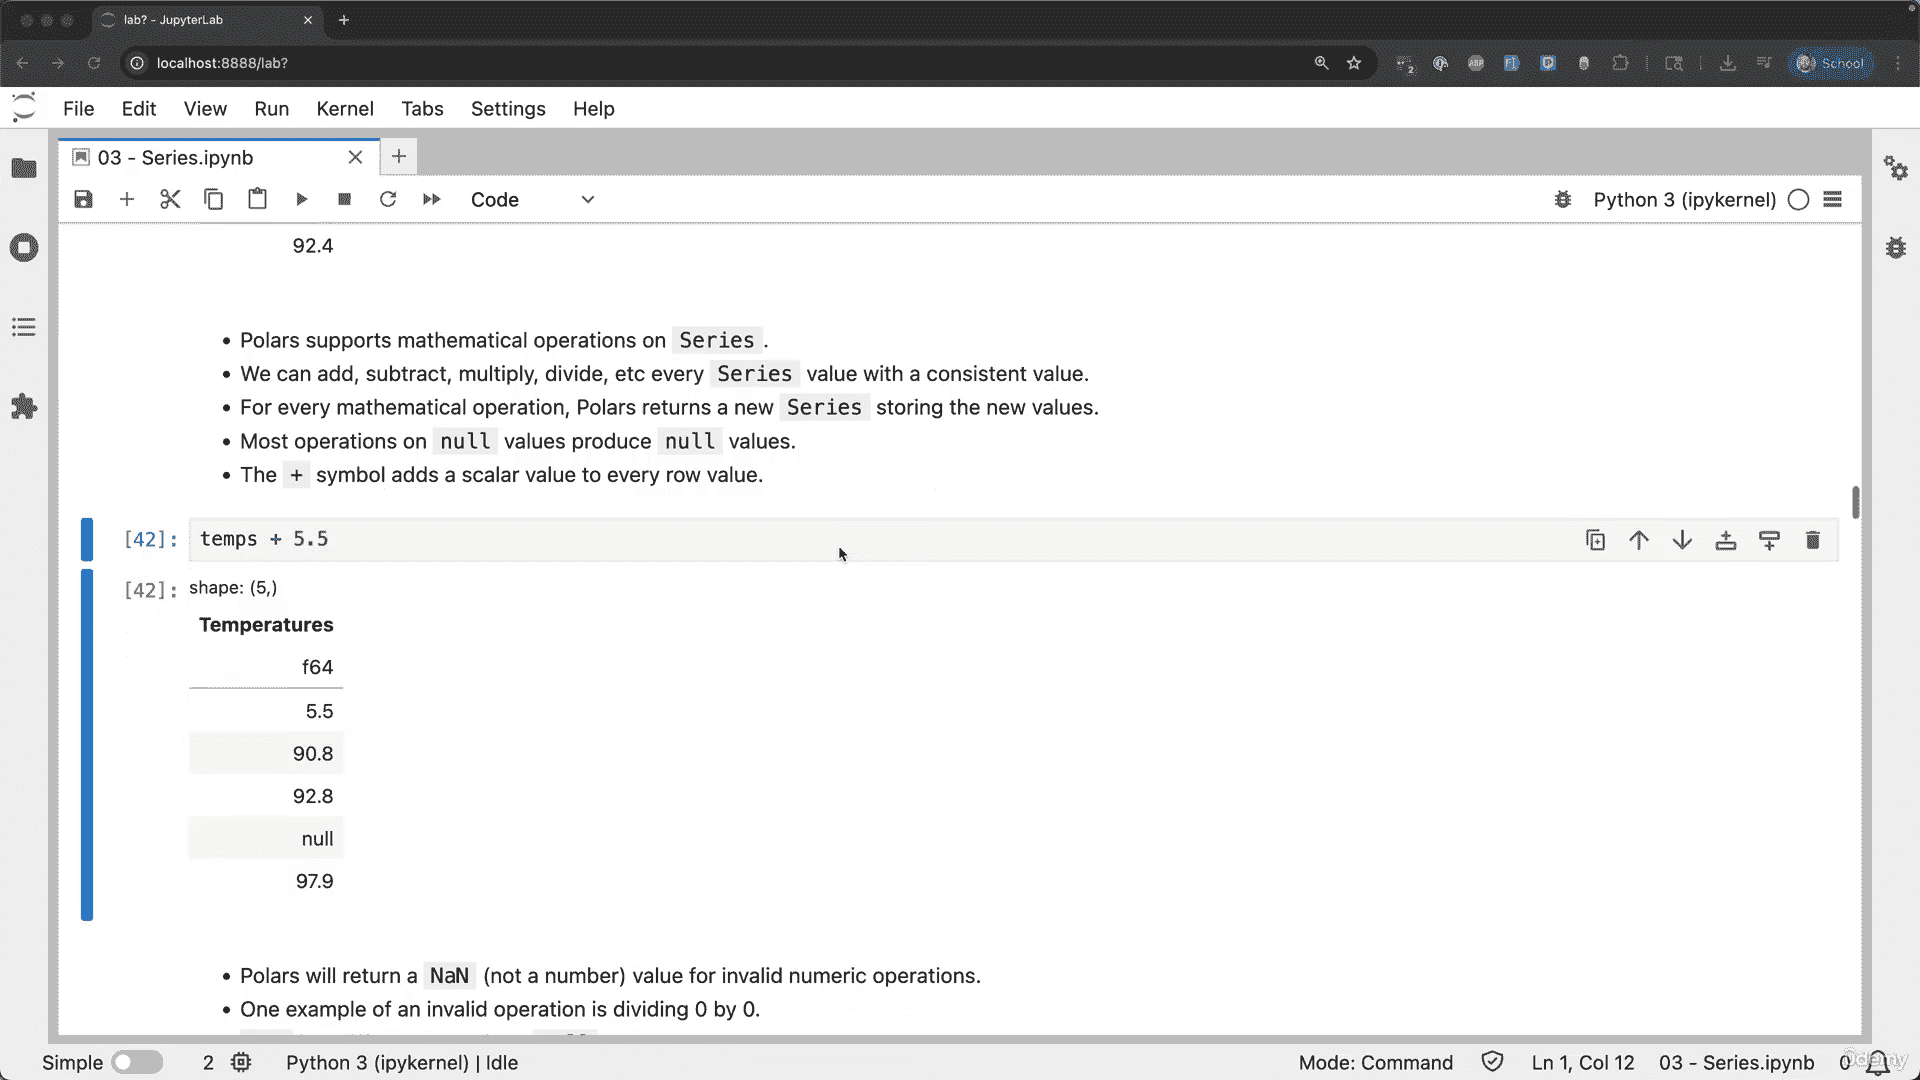 lab? - JupyterLab
localhost:8888/lab?
2
ABP
School
File Edit View Run Kernel Tabs Settings Help
03 - Series.ipynb
Code
Python 3 (ipykernel)
92.4
• Polars supports mathematical operations on Series.
• We can add, subtract, multiply, divide, etc every Series value with a consistent value.
• For every mathematical operation, Polars returns a new Series storing the new values.
• Most operations on null values produce null values.
• The + symbol adds a scalar value to every row value.
[42]: temps + 5.5
[42]: shape: (5,)
Temperatures
f64
5.5
90.8
92.8
null
97.9
• Polars will return a NaN (not a number) value for invalid numeric operations.
• One example of an invalid operation is dividing 0 by 0.
Simple 2 Python 3 (ipykernel) | Idle Mode: Command Ln 1, Col 12 03 - Series.ipynb 0
udemy